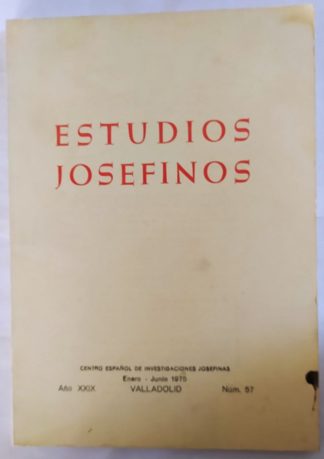 ESTUDIOS
JOSEFINOS
CENTRO ESPAÑOL DE INVESTIGACIONES JOSEFINAS
Enero - Junio 1975
Año XXIX VALLADOLID Núm. 57